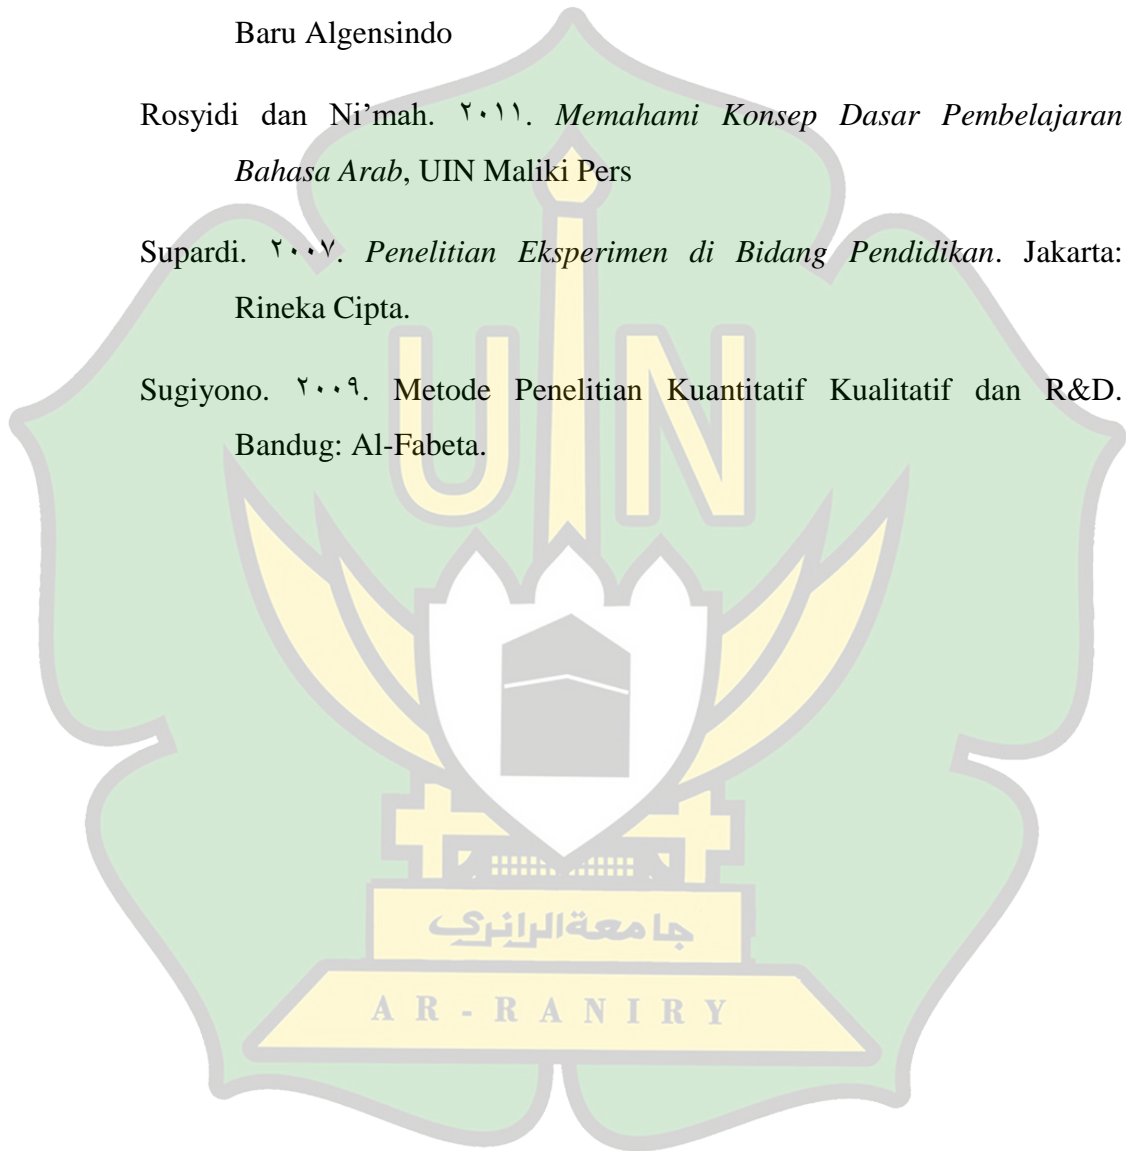 Baru Algensindo
Rosyidi dan Ni’mah. ٢٠١١. Memahami Konsep Dasar Pembelajaran
Bahasa Arab, UIN Maliki Pers
Supardi. ٢٠٠٧. Penelitian Eksperimen di Bidang Pendidikan. Jakarta:
Rineka Cipta.
Sugiyono. ٢٠٠٩. Metode Penelitian Kuantitatif Kualitatif dan R&D.
Bandug: Al-Fabeta.
UIN
جامعةالرانري
AR-RANIRY